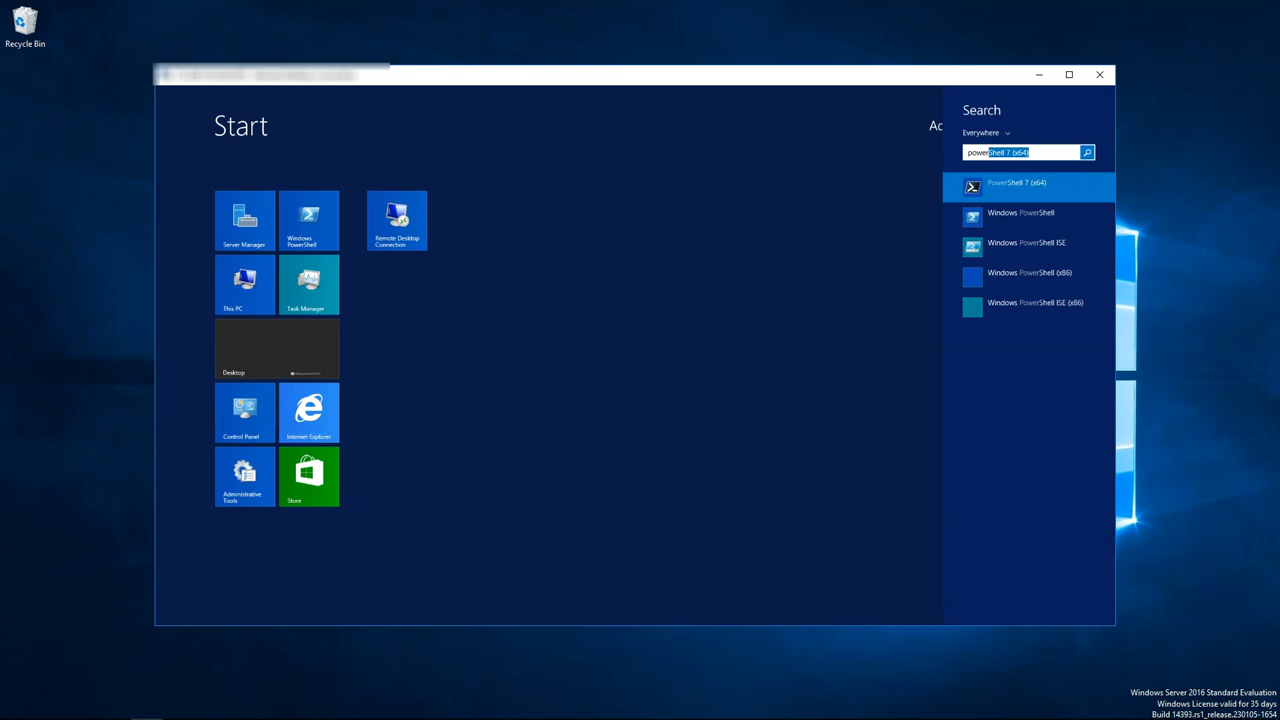 Recycle Bin
Start
Ad
Server Manager
Windows
PowerShell
Remote Desktop
Connection
This PC
Task Manager
Desktop
Control Panel
Internet Explorer
Administrative
Tools
Store
Search
Everywhere
powerShell 7 (x64)
PowerShell 7 (x64)
Windows PowerShell
Windows PowerShell ISE
Windows PowerShell (x86)
Windows PowerShell ISE (x86)
Windows Server 2016 Standard Evaluation
Windows License valid for 35 days
Build 14393.rs1_release.230105-1654